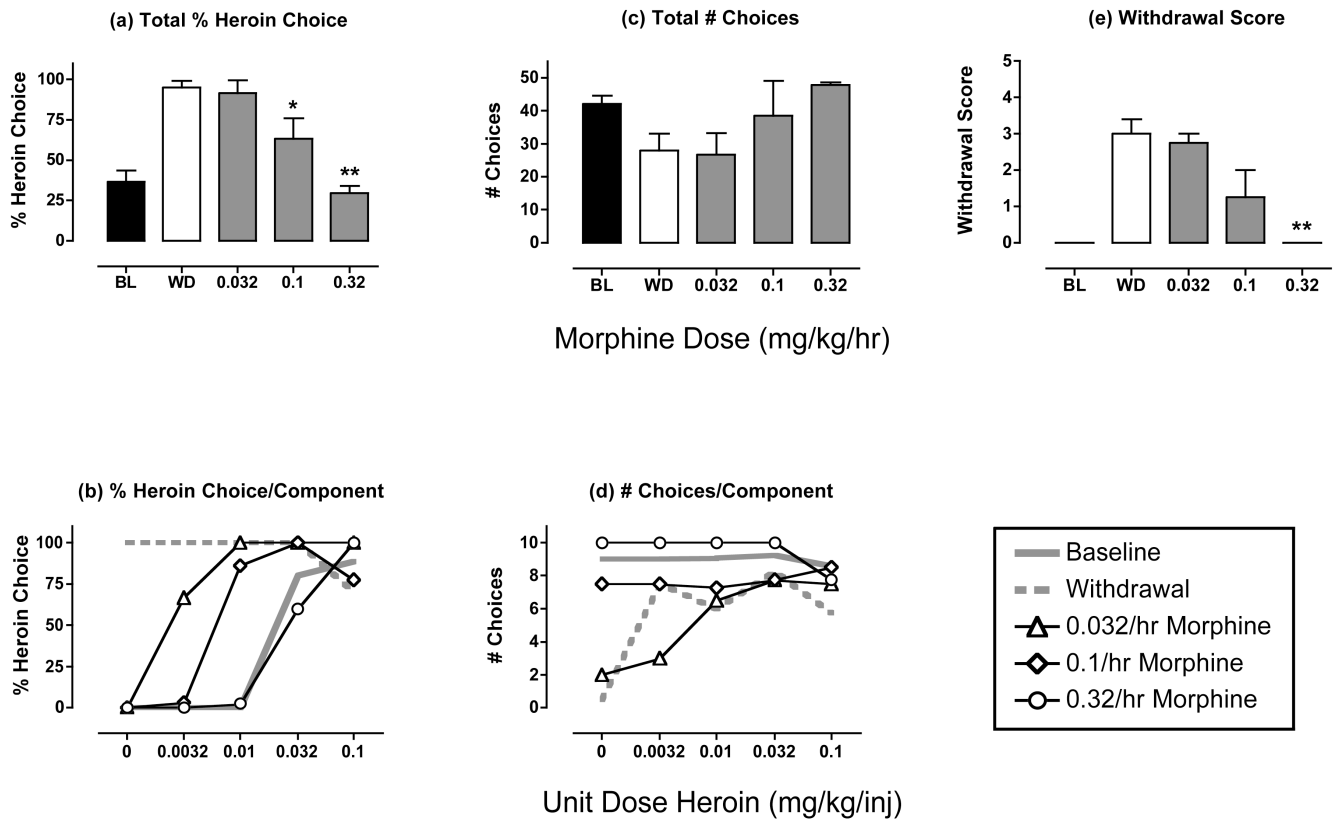 (a) Total % Heroin Choice
% Heroin Choice
100
75
50
25
0
*
**
BL WD 0.032 0.1 0.32
(c) Total # Choices
# Choices
50
40
30
20
10
0
BL WD 0.032 0.1 0.32
(e) Withdrawal Score
Withdrawal Score
5
4
3
2
1
0
**
BL WD 0.032 0.1 0.32
Morphine Dose (mg/kg/hr)
(b) % Heroin Choice/Component
% Heroin Choice
100
75
50
25
0
0 0.0032 0.01 0.032 0.1
(d) # Choices/Component
# Choices
10
8
6
4
2
0
0 0.0032 0.01 0.032 0.1
Baseline
Withdrawal
0.032/hr Morphine
0.1/hr Morphine
0.32/hr Morphine
Unit Dose Heroin (mg/kg/inj)